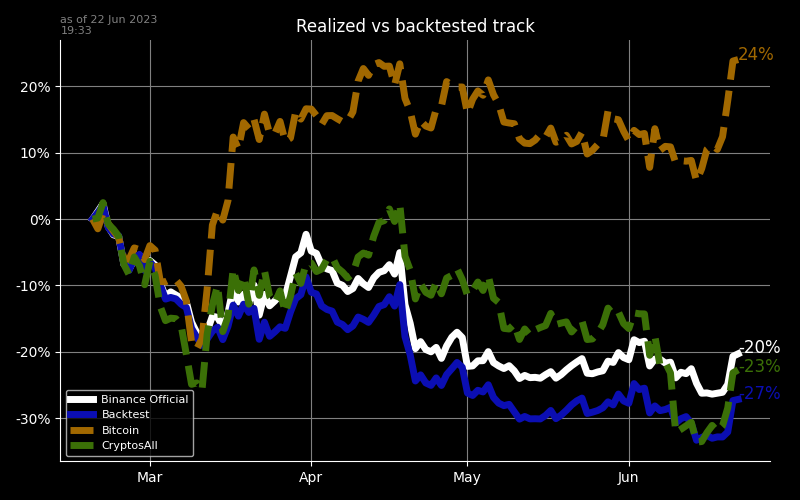 as of 22 Jun 2023
19:33
Realized vs backtested track
24%
20%
10%
0%
-10%
-20%
-30%
-20%
-23%
-27%
Binance Official
Backtest
Bitcoin
CryptosAll
Mar
Apr
May
Jun